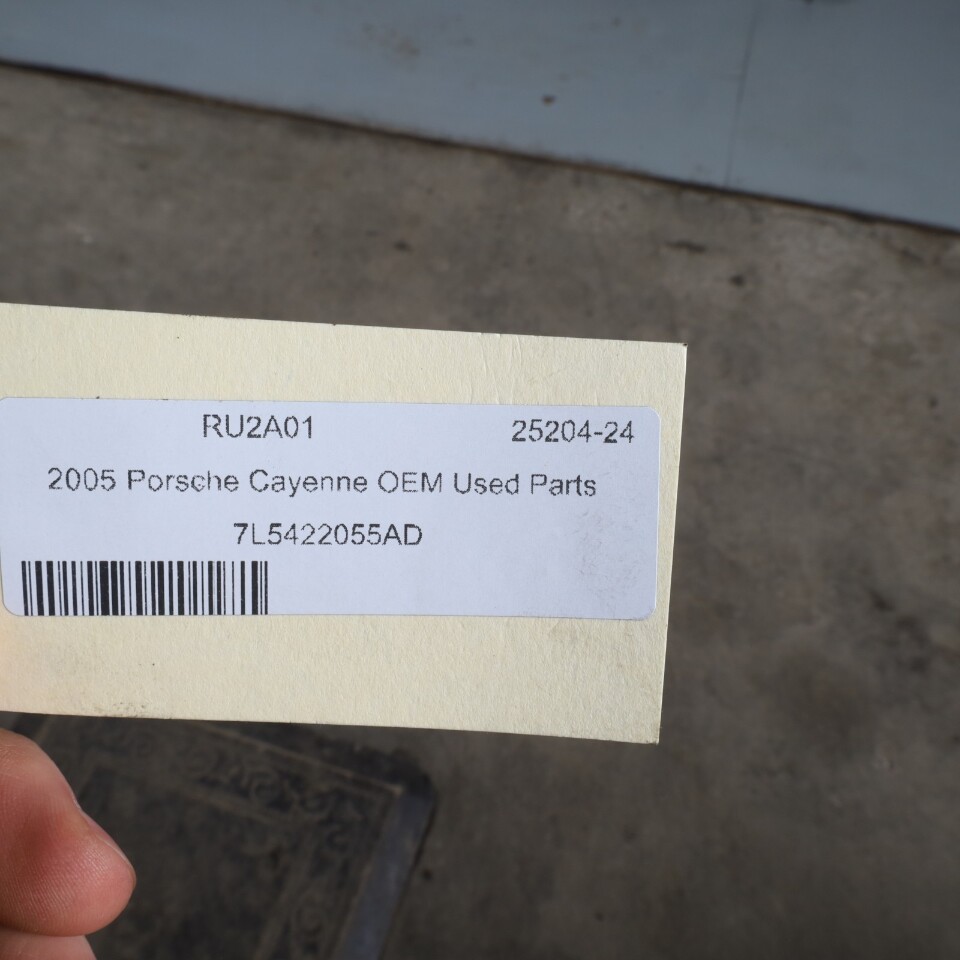 RU2A01 25204-24
2005 Porsche Cayenne OEM Used Parts
7L5422055AD